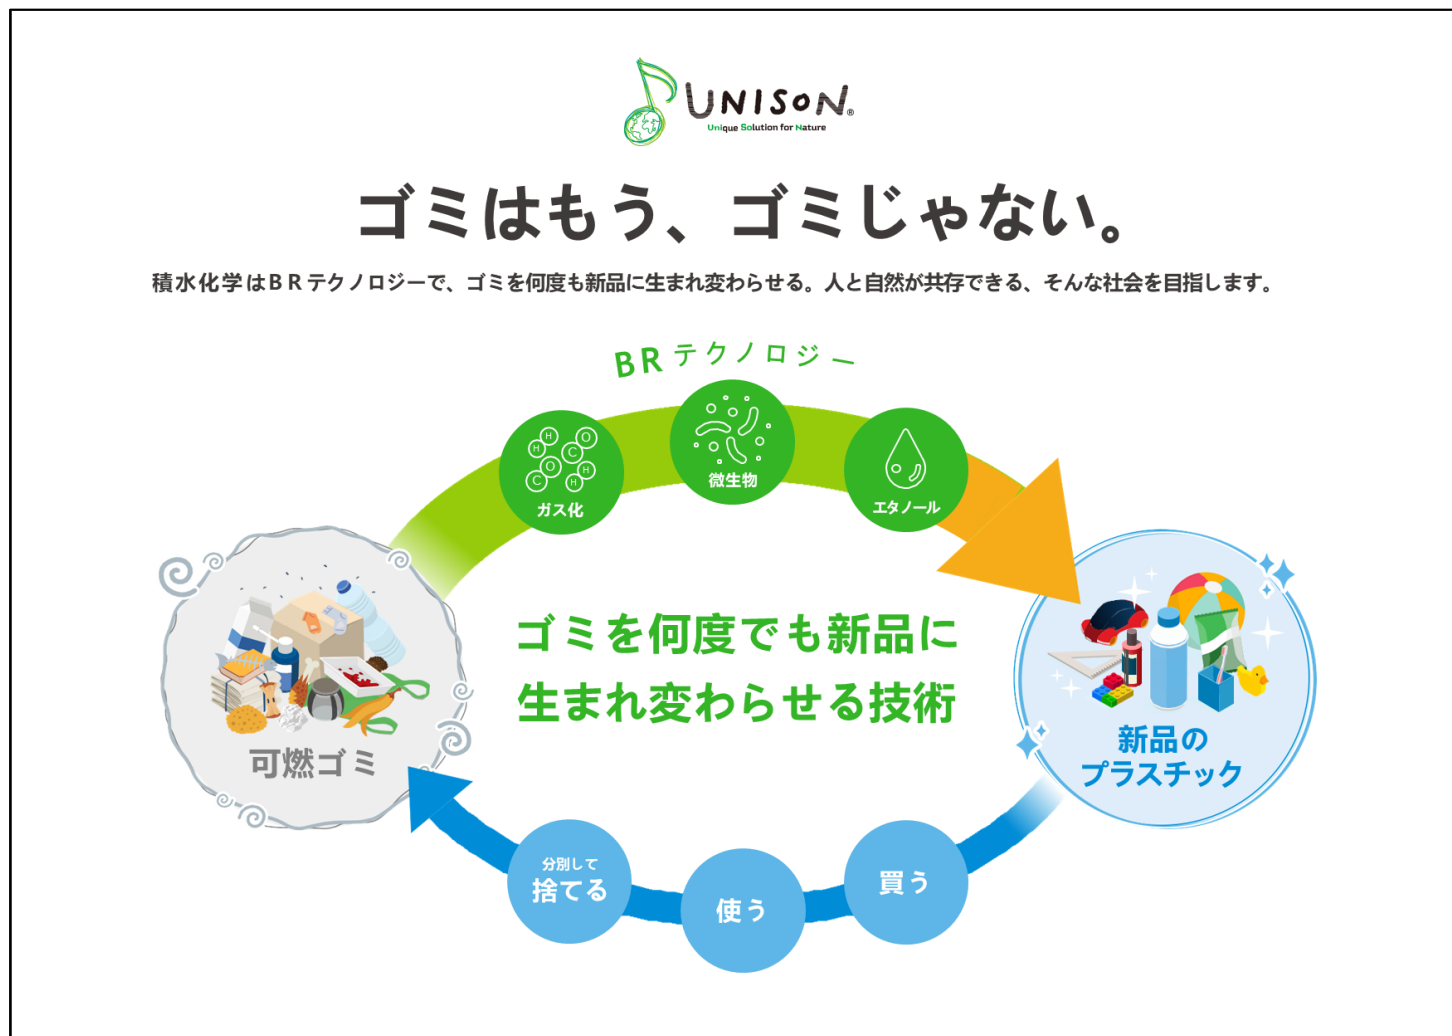 UNISON®
Unique Solution for Nature
ゴミはもう、ゴミじゃない。
積水化学はBRテクノロジーで、ゴミを何度も新品に生まれ変わらせる。人と自然が共存できる、そんな社会を目指します。
BRテクノロジー
H H O C C O H H
ガス化
微生物
エタノール
ゴミを何度でも新品に
生まれ変わらせる技術
可燃ゴミ
新品の
プラスチック
分別して
捨てる
使う
買う